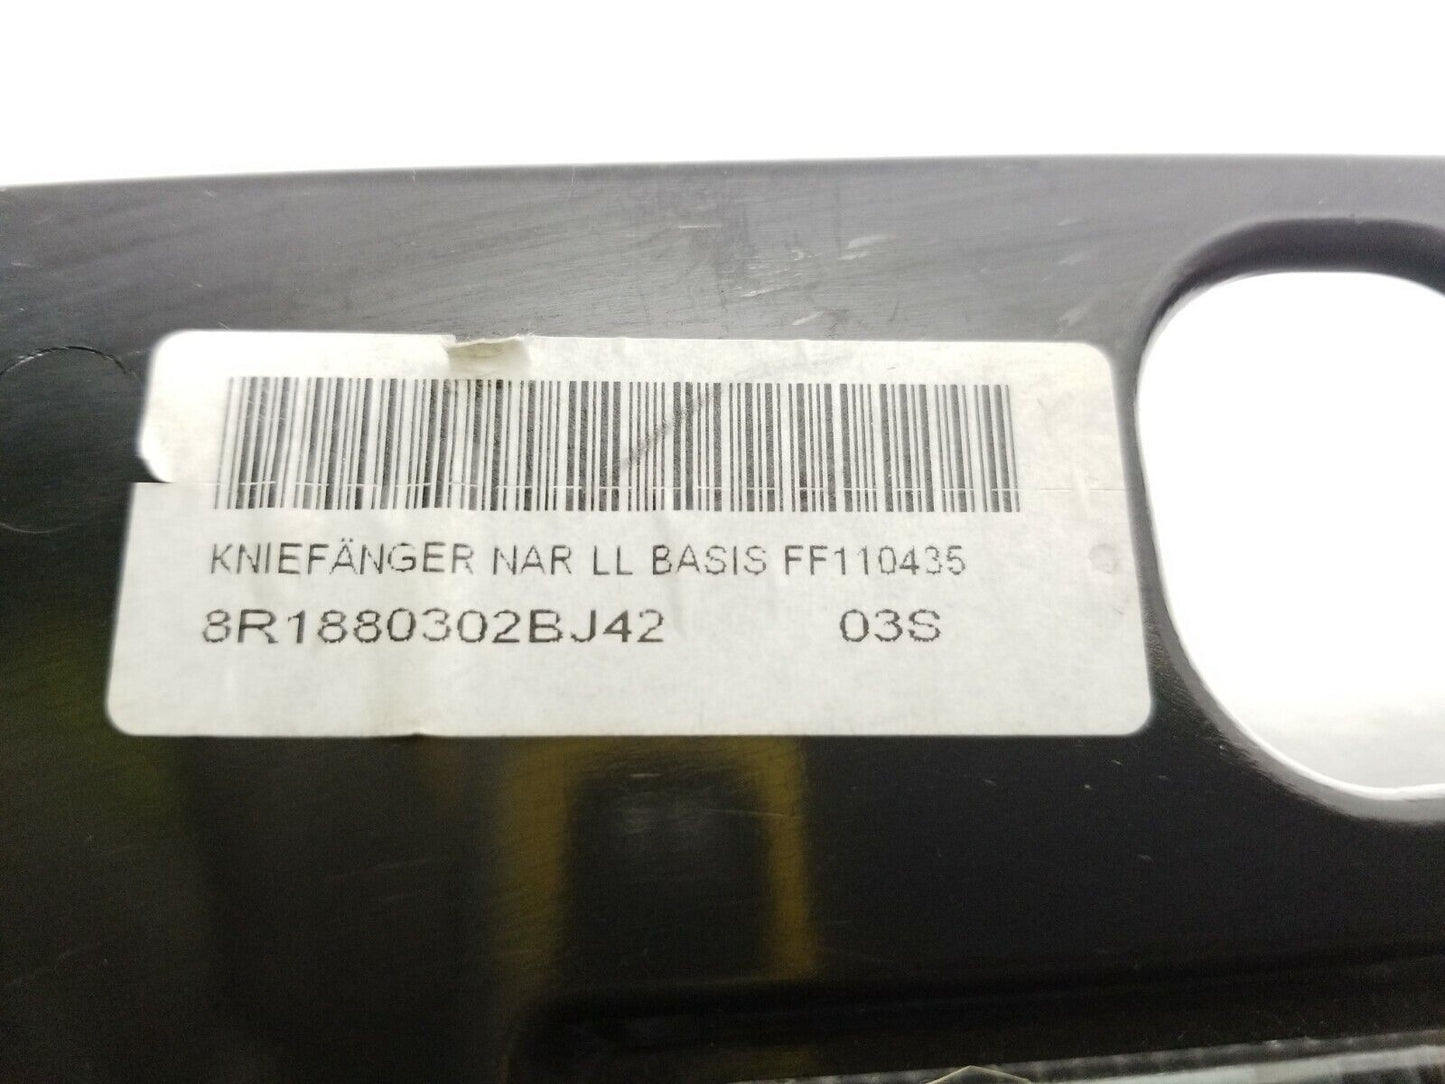 KNIEFÄNGER NAR LL BASIS FF110435
8R1880302BJ42 03S